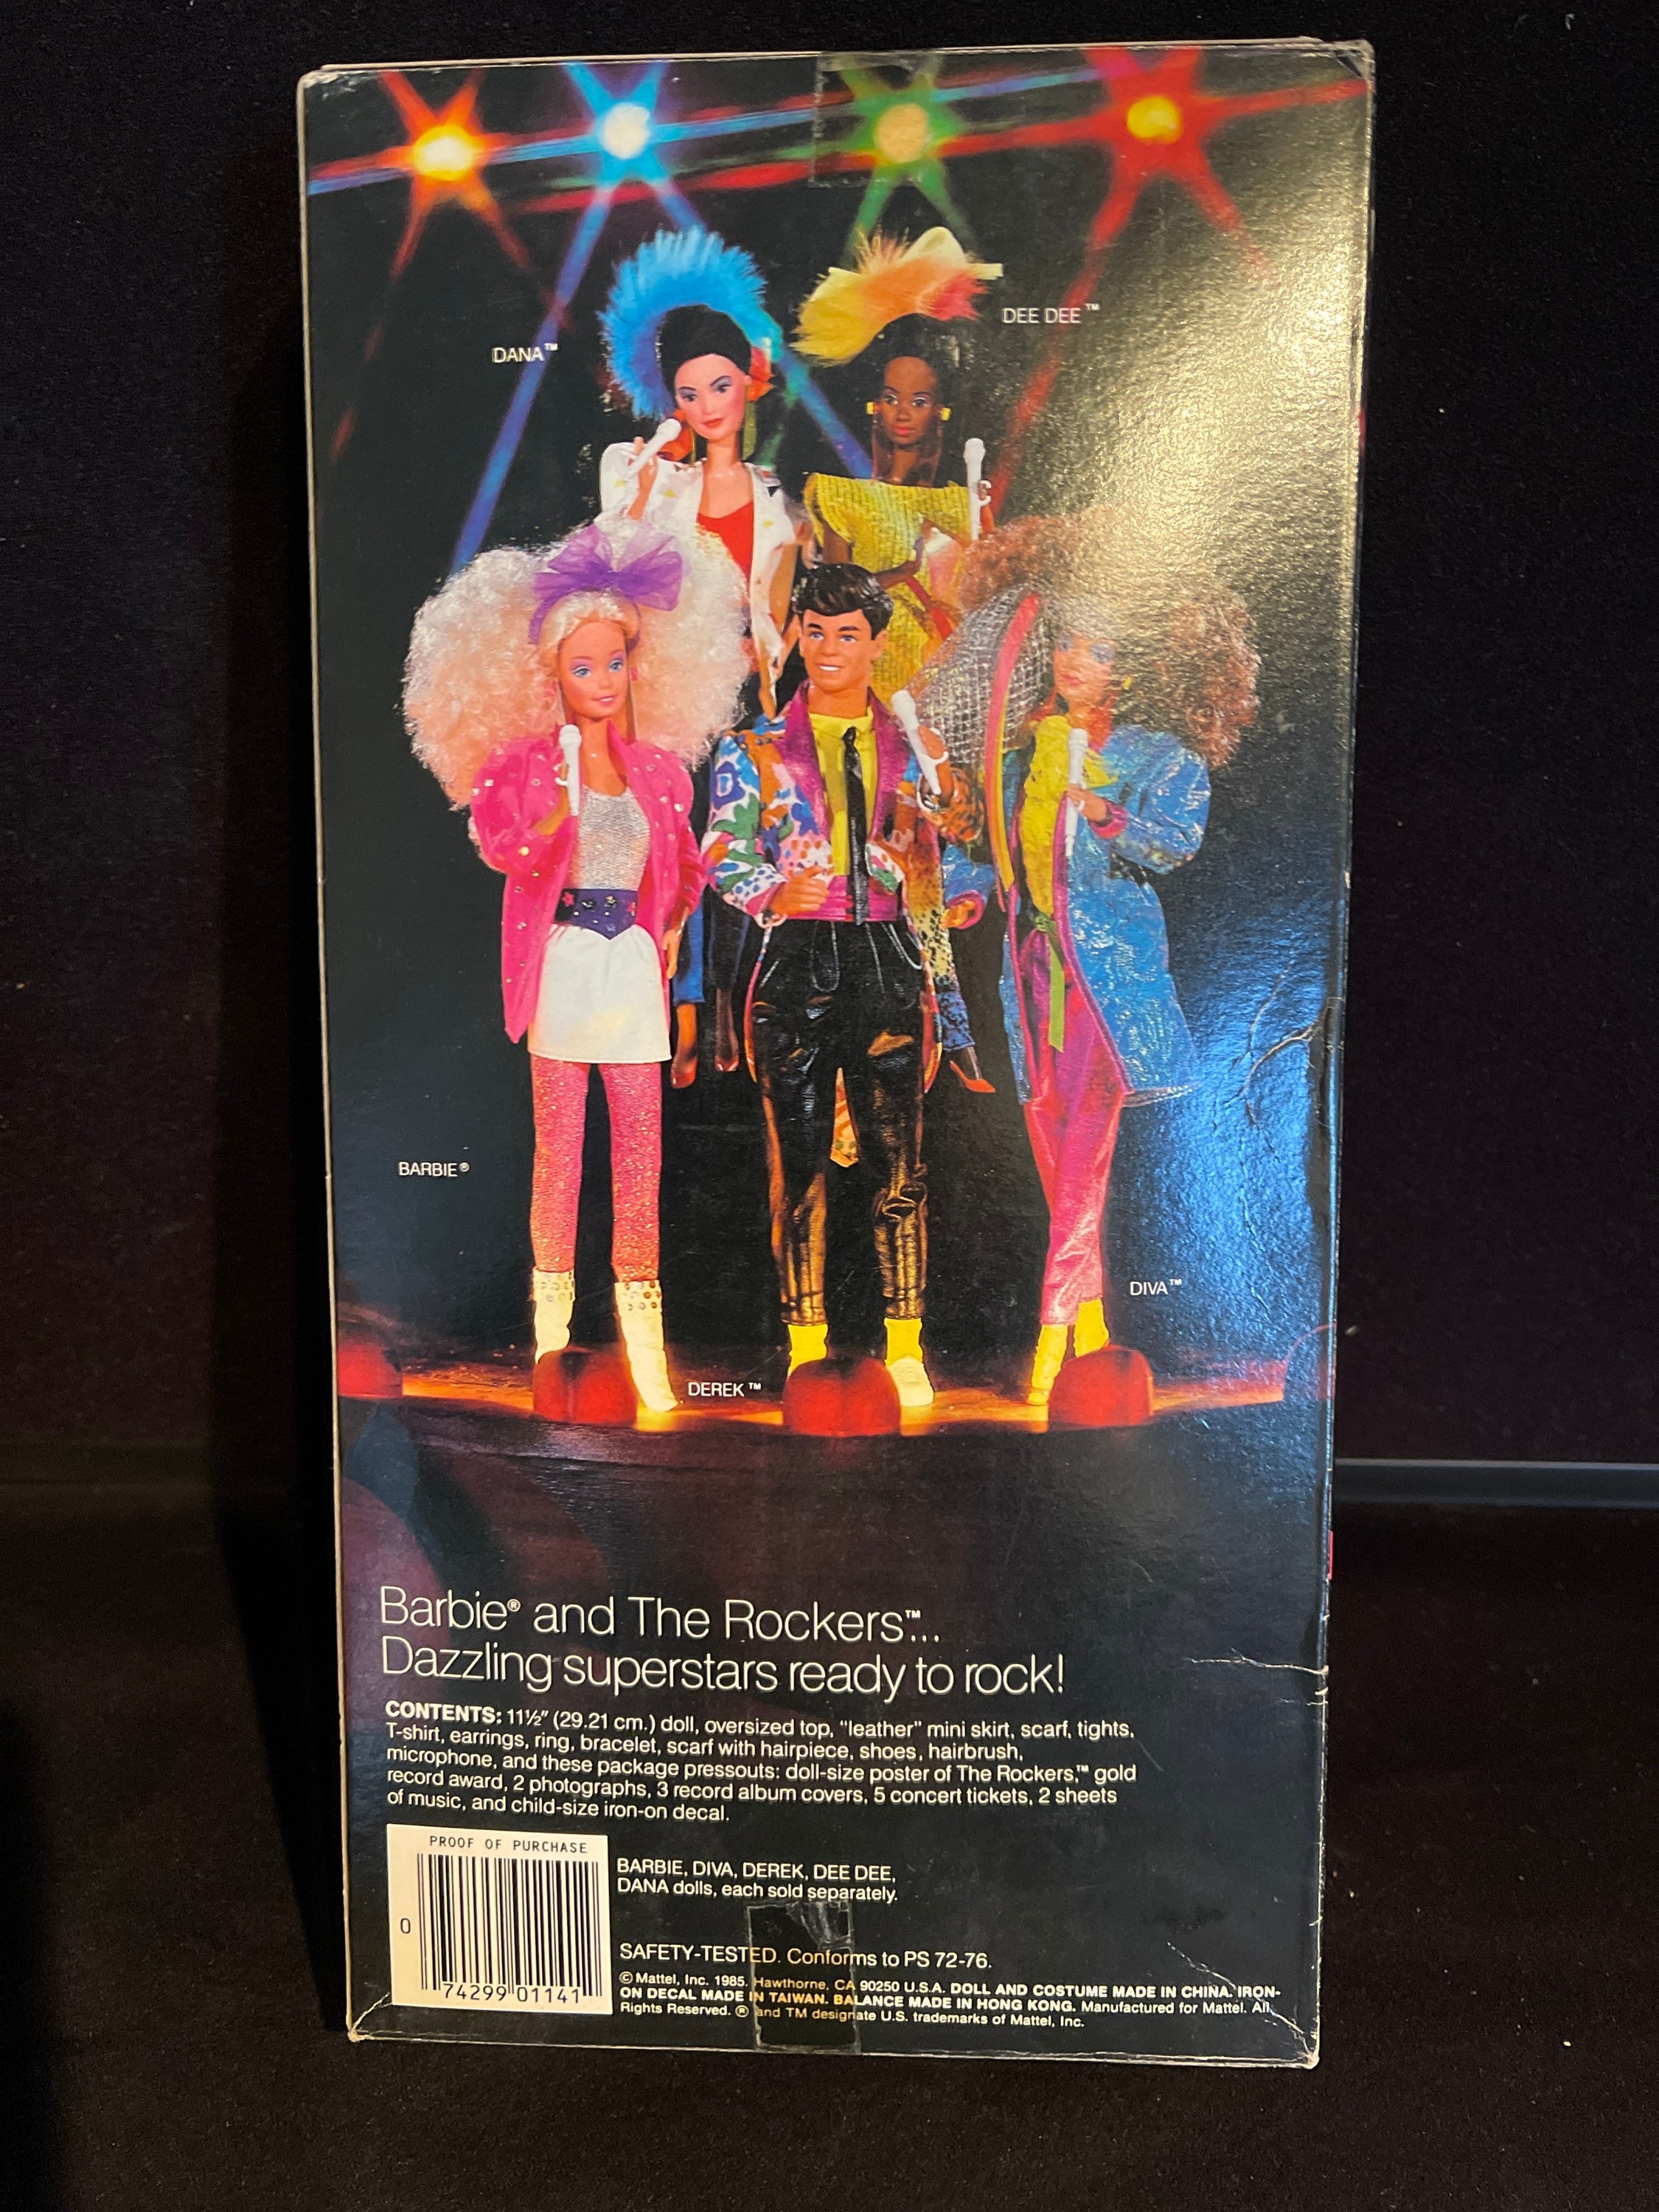 DEE DEE™
DANA™
BARBIE®
DIVA™
DEREK™
Barbie® and The Rockers™...
Dazzling superstars ready to rock!
CONTENTS: 11½" (29.21 cm.) doll, oversized top, "leather" mini skirt, scarf, tights,
T-shirt, earrings, ring, bracelet, scarf with hairpiece, shoes, hairbrush,
microphone, and these package pressouts: doll-size poster of The Rockers,™ gold
record award, 2 photographs, 3 record album covers, 5 concert tickets, 2 sheets
of music, and child-size iron-on decal.
PROOF OF PURCHASE
0 74299 01141
BARBIE, DIVA, DEREK, DEE DEE,
DANA dolls, each sold separately.
SAFETY-TESTED. Conforms to PS 72-76.
© Mattel, Inc. 1985. Hawthorne, CA 90250 U.S.A. DOLL AND COSTUME MADE IN CHINA. IRON-
ON DECAL MADE IN TAIWAN. BALANCE MADE IN HONG KONG. Manufactured for Mattel. All
Rights Reserved. ® and TM designate U.S. trademarks of Mattel, Inc.